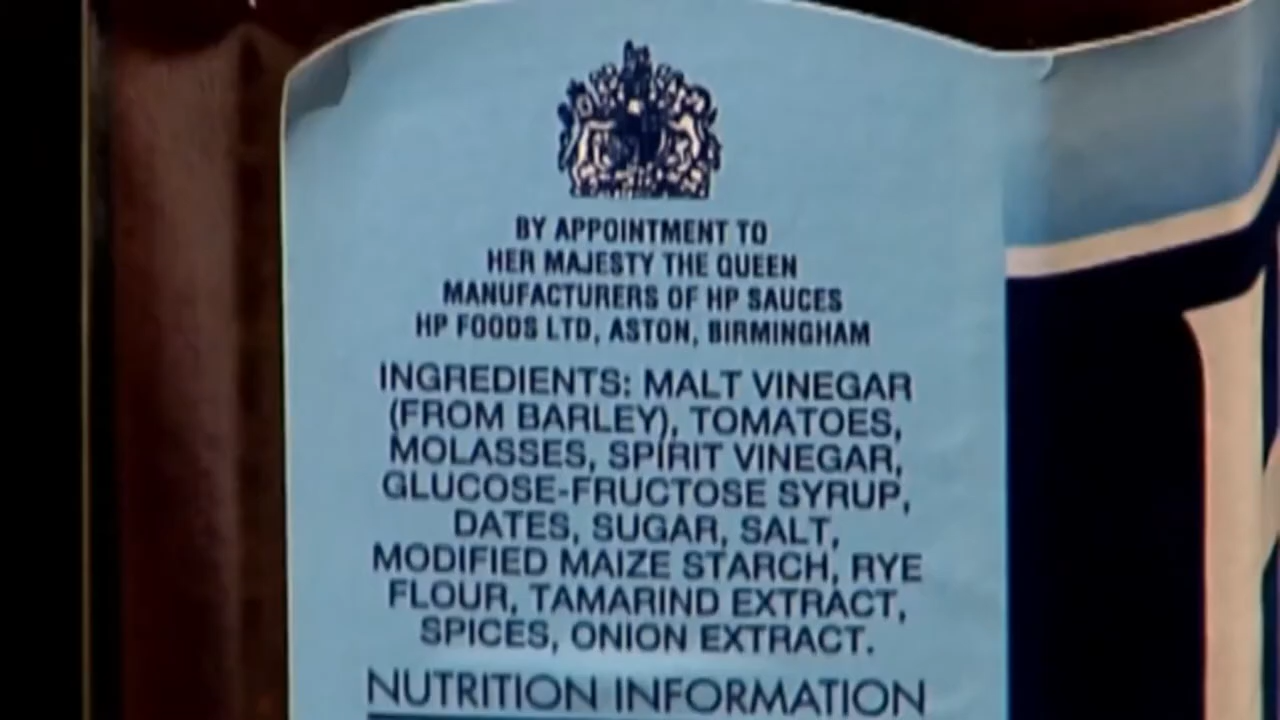 BY APPOINTMENT TO
HER MAJESTY THE QUEEN
MANUFACTURERS OF HP SAUCES
HP FOODS LTD, ASTON, BIRMINGHAM
INGREDIENTS: MALT VINEGAR
(FROM BARLEY), TOMATOES,
MOLASSES, SPIRIT VINEGAR,
GLUCOSE-FRUCTOSE SYRUP,
DATES, SUGAR, SALT,
MODIFIED MAIZE STARCH, RYE
FLOUR, TAMARIND EXTRACT,
SPICES, ONION EXTRACT.
NUTRITION INFORMATION